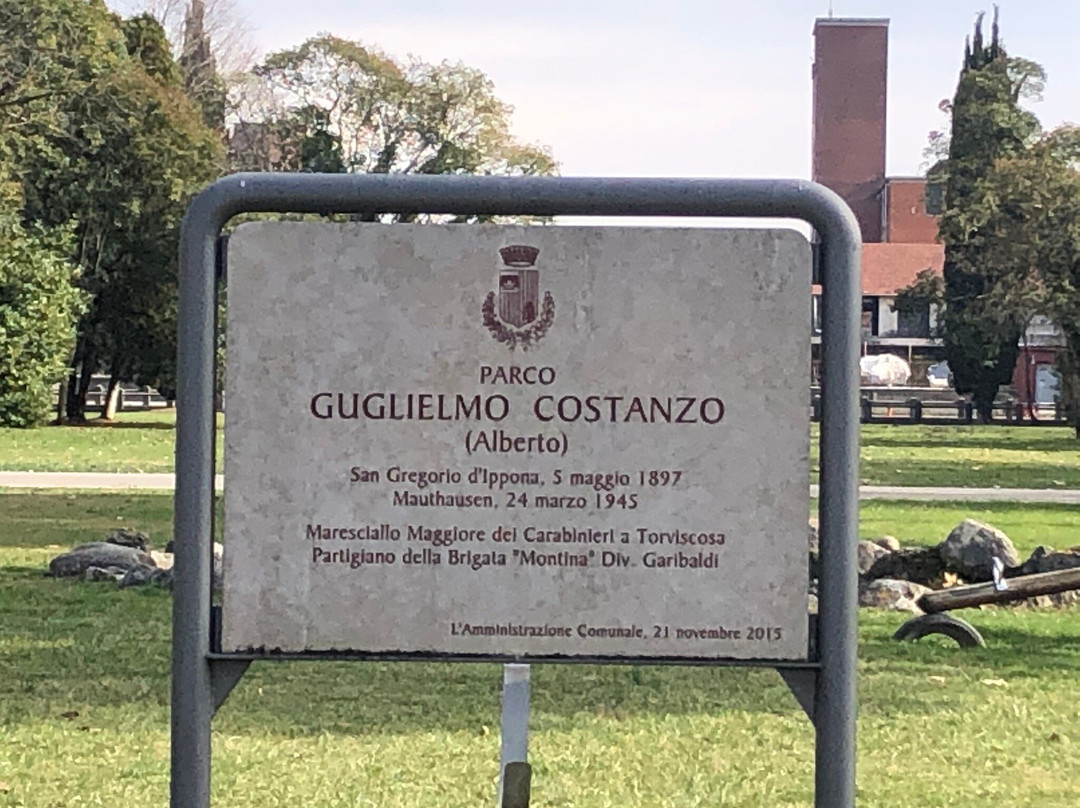 PARCO
GUGLIELMO COSTANZO
(Alberto)
San Gregorio d'Ippona, 5 maggio 1897
Mauthausen, 24 marzo 1945
Maresciallo Maggiore dei Carabinieri a Torviscosa
Partigiano della Brigata "Montina" Div. Garibaldi
L'Amministrazione Comunale, 21 novembre 2015